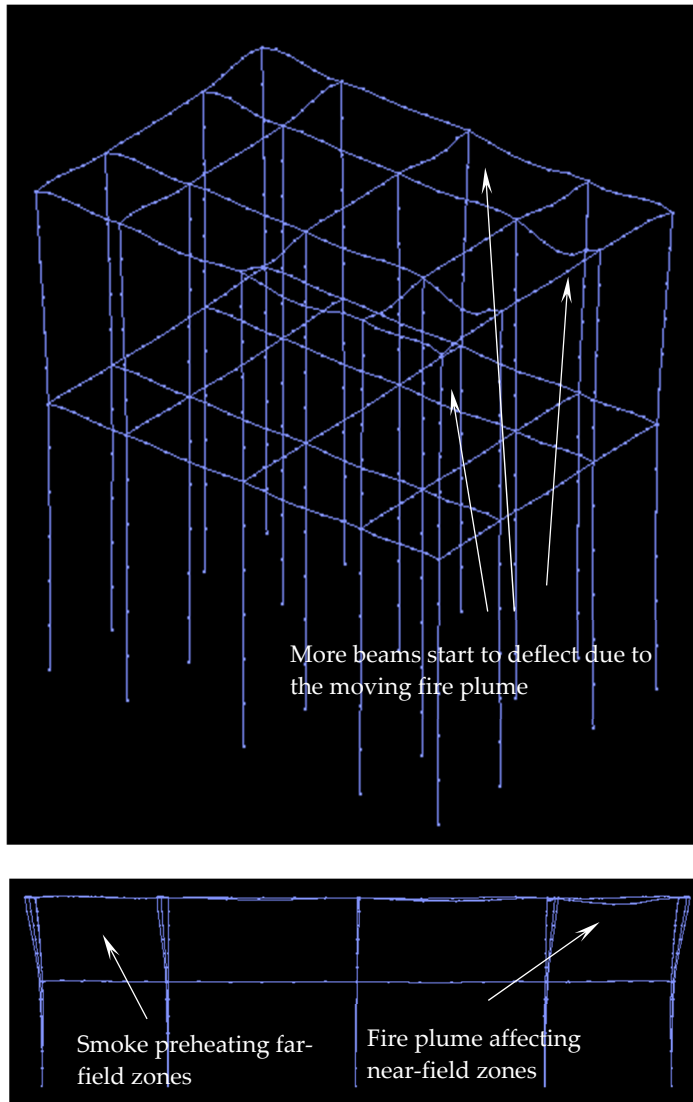 More beams start to deflect due to
the moving fire plume
Smoke preheating far-
field zones
Fire plume affecting
near-field zones